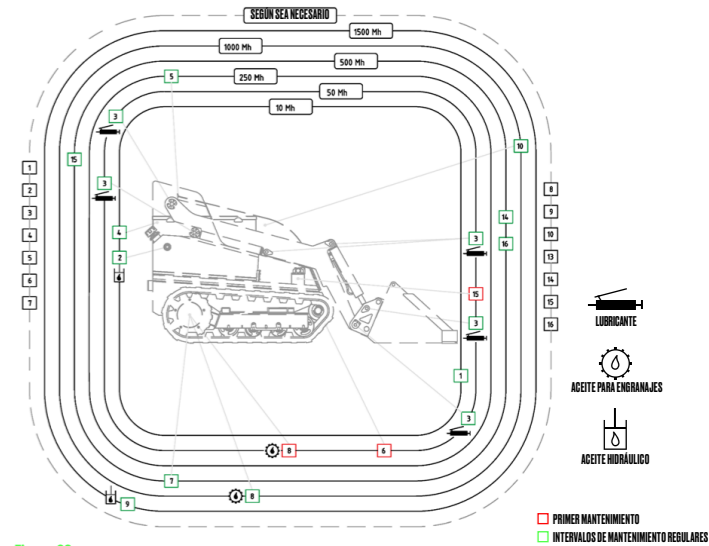 SEGÚN SEA NECESARIO
1500 Mh
1000 Mh
500 Mh
5
250 Mh
50 Mh
10 Mh
3
10
15
1
3
8
2
9
3
14
4
3
10
16
5
2
13
6
14
15
7
15
3
16
LUBRICANTE
ACEITE PARA ENGRANAJES
1
3
8
6
ACEITE HIDRÁULICO
7
8
9
PRIMER MANTENIMIENTO
INTERVALOS DE MANTENIMIENTO REGULARES